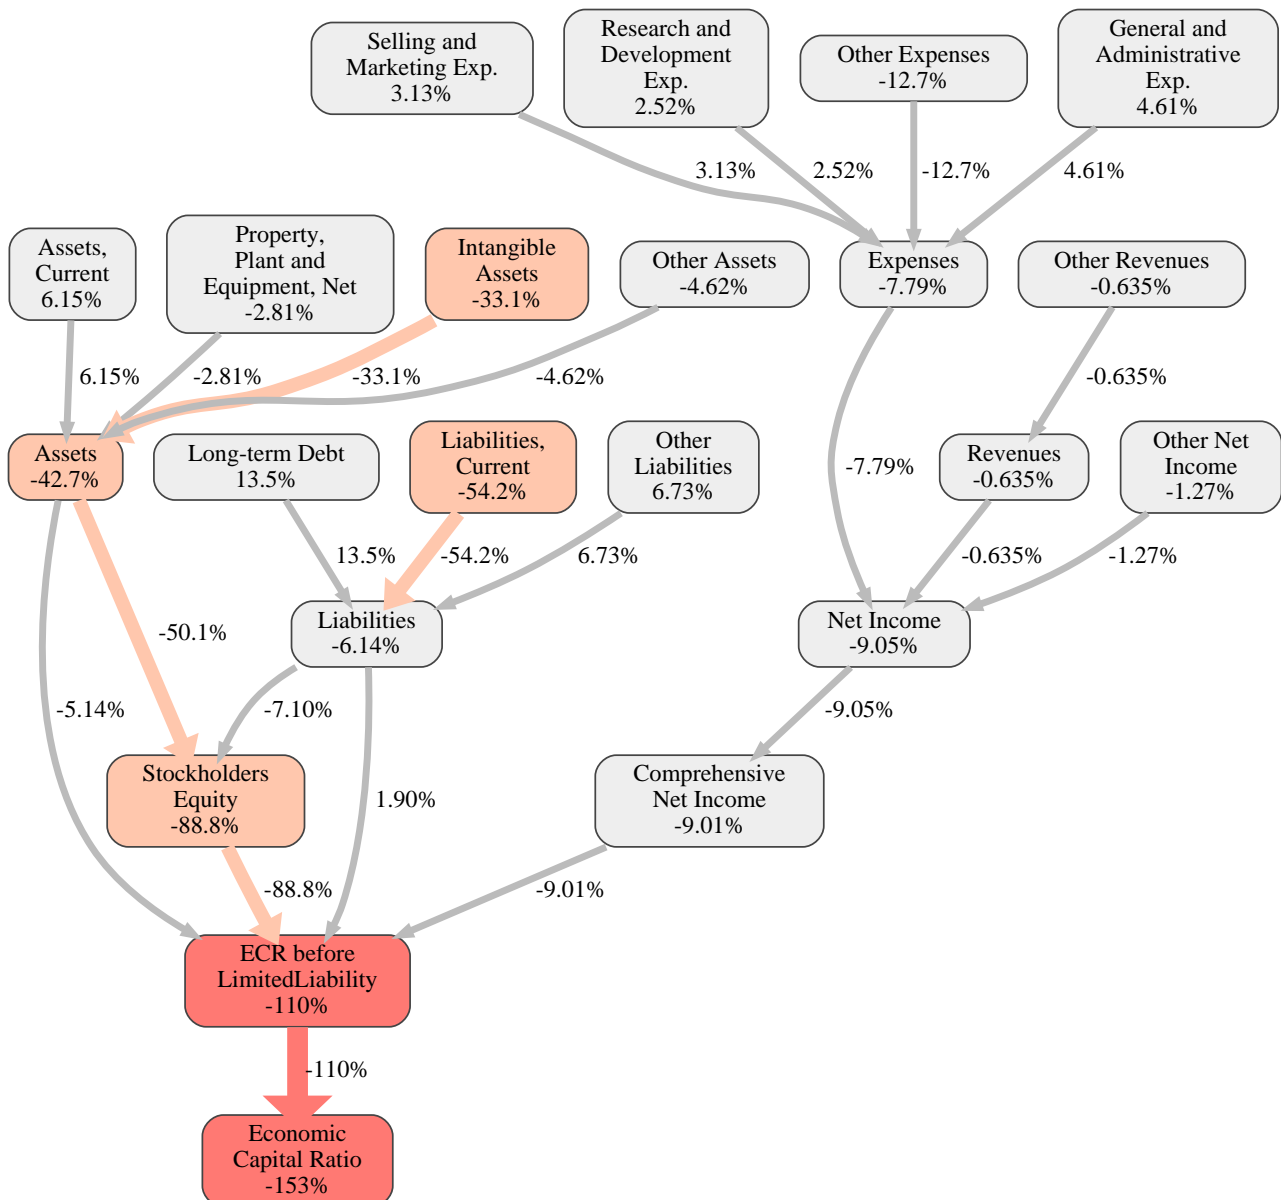 Selling and
Marketing Exp.
3.13%
Research and
Development
Exp.
2.52%
Other Expenses
-12.7%
General and
Administrative
Exp.
4.61%
3.13%
2.52%
-12.7%
4.61%
Assets,
Current
6.15%
Property,
Plant and
Equipment, Net
-2.81%
Intangible
Assets
-33.1%
Other Assets
-4.62%
Expenses
-7.79%
Other Revenues
-0.635%
6.15%
-2.81%
-33.1%
-4.62%
-0.635%
Assets
-42.7%
Long-term Debt
13.5%
Liabilities,
Current
-54.2%
Other
Liabilities
6.73%
-7.79%
Revenues
-0.635%
Other Net
Income
-1.27%
13.5%
-54.2%
6.73%
-0.635%
-1.27%
-50.1%
Liabilities
-6.14%
Net Income
-9.05%
-5.14%
-7.10%
-9.05%
Stockholders
Equity
-88.8%
1.90%
Comprehensive
Net Income
-9.01%
-88.8%
-9.01%
ECR before
LimitedLiability
-110%
-110%
Economic
Capital Ratio
-153%